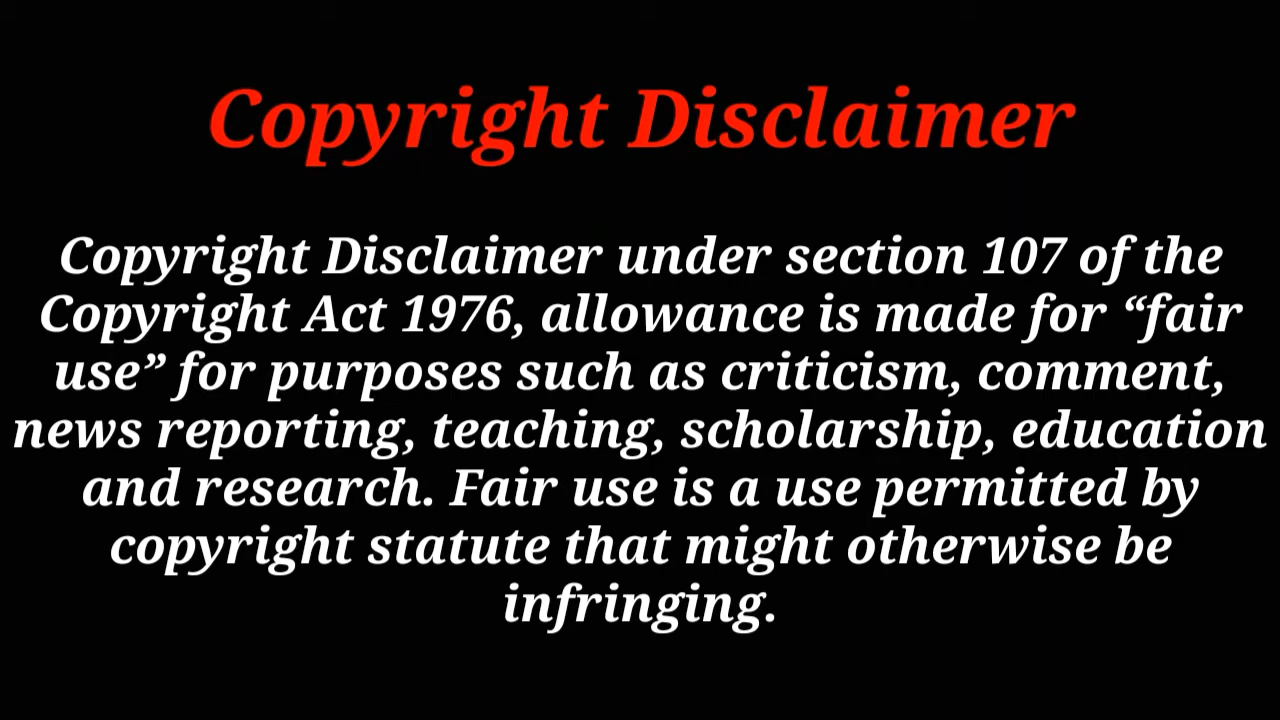 Copyright Disclaimer
Copyright Disclaimer under section 107 of the
Copyright Act 1976, allowance is made for “fair
use” for purposes such as criticism, comment,
news reporting, teaching, scholarship, education
and research. Fair use is a use permitted by
copyright statute that might otherwise be
infringing.